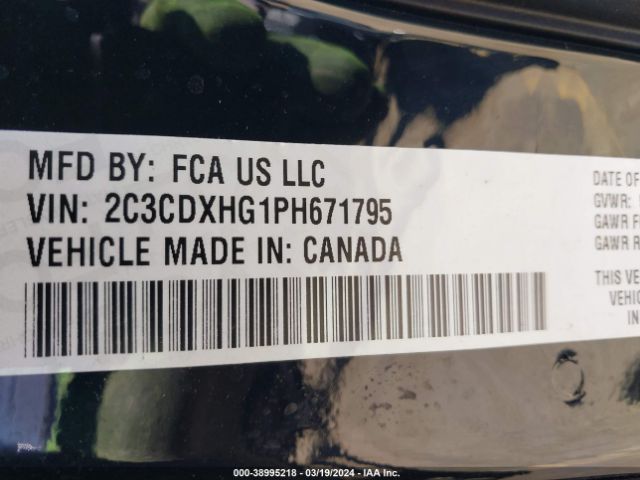 MFD BY: FCA US LLC
VIN: 2C3CDXHG1PH671795
VEHICLE MADE IN: CANADA
DATE OF
GVWR:
GAWR F
GAWR R
THIS VE
VEHIC
IN
000-38995218 - 03/19/2024 - IAA Inc.